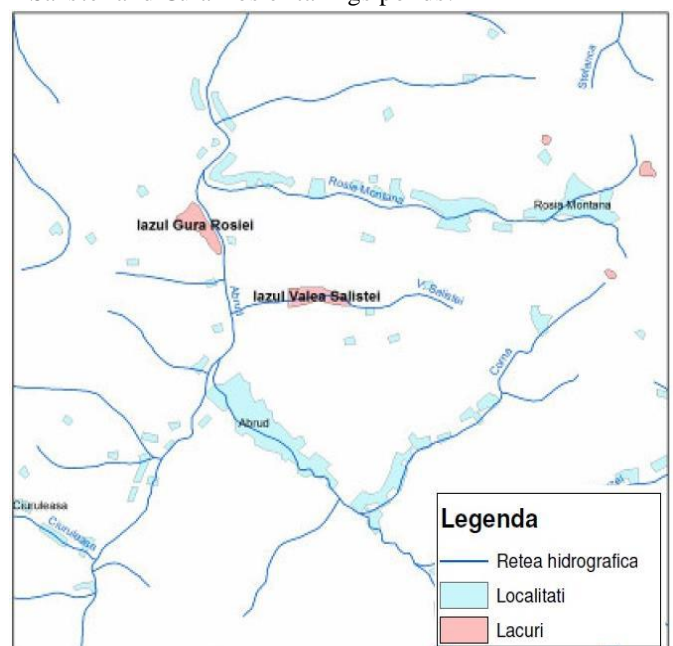 Stefanca
Rosia Montana
Rosia Montana
Iazul Gura Rosiei
Iazul Valea Salistei
V. Salistei
Abrud
Corna
Abrud
Ciuruleasa
Ciuruleasa
Legenda
Retea hidrografica
Localitati
Lacuri